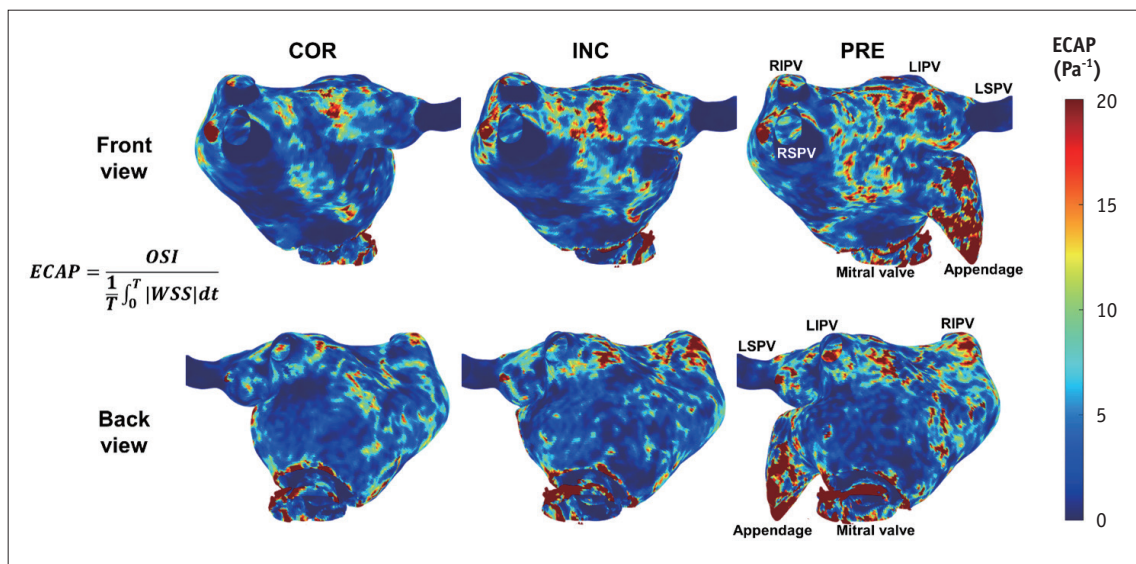 COR INC PRE
ECAP
(Pa⁻¹)
RIPV LIPV
LSPV
20
Front
view
RSPV
15
ECAP = OSI / (1/T ∫₀ᵀ |WSS|dt)
Mitral valve Appendage
10
LIPV RIPV
LSPV
5
Back
view
0
Appendage Mitral valve